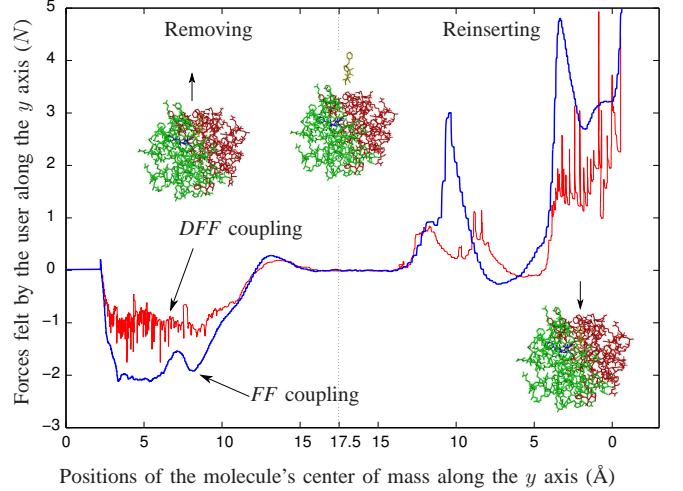 Removing Reinserting
5
4
3
2
1
0
−1
−2
−3
Forces felt by the user along the y axis (N)
DFF coupling
FF coupling
0 5 10 15 17.5 15 10 5 0
Positions of the molecule's center of mass along the y axis (Å)